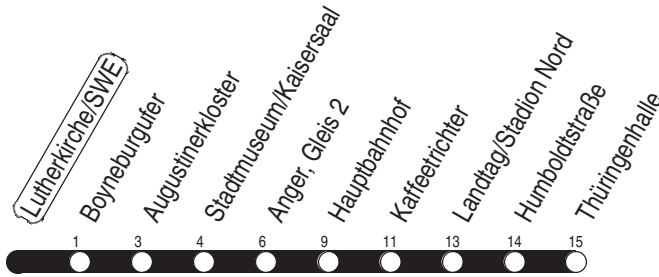 Lutherkirche/SWE
Boyneburgufer
Augustinerkloster
Stadtmuseum/Kaisersaal
Anger, Gleis 2
Hauptbahnhof
Kaffeetrichter
Landtag/Stadion Nord
Humboldtstraße
Thüringenhalle
1 3 4 6 9 11 13 14 15